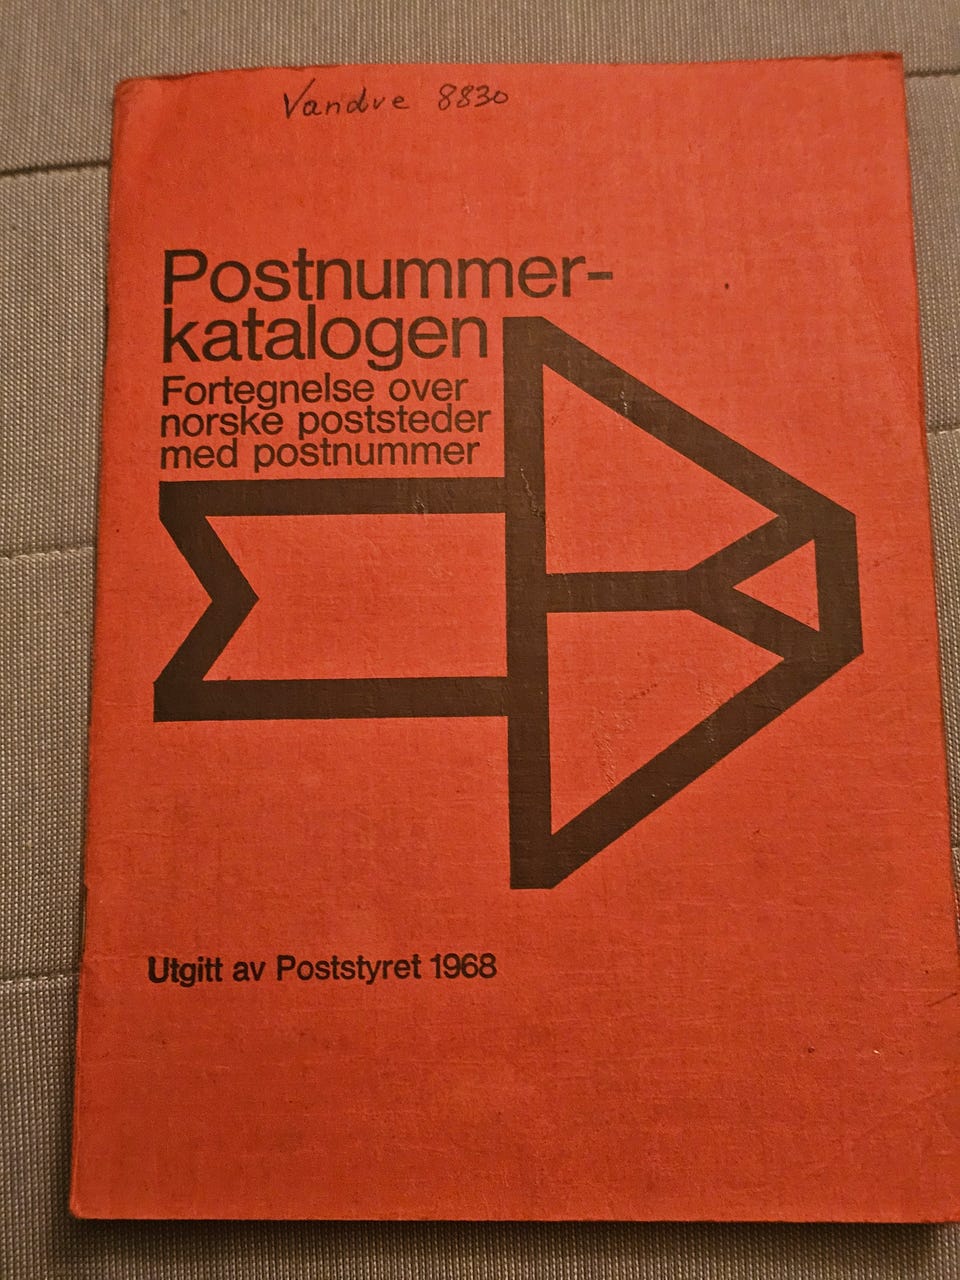 Vandve 8830
Postnummer-
katalogen
Fortegnelse over
norske poststeder
med postnummer
Utgitt av Poststyret 1968